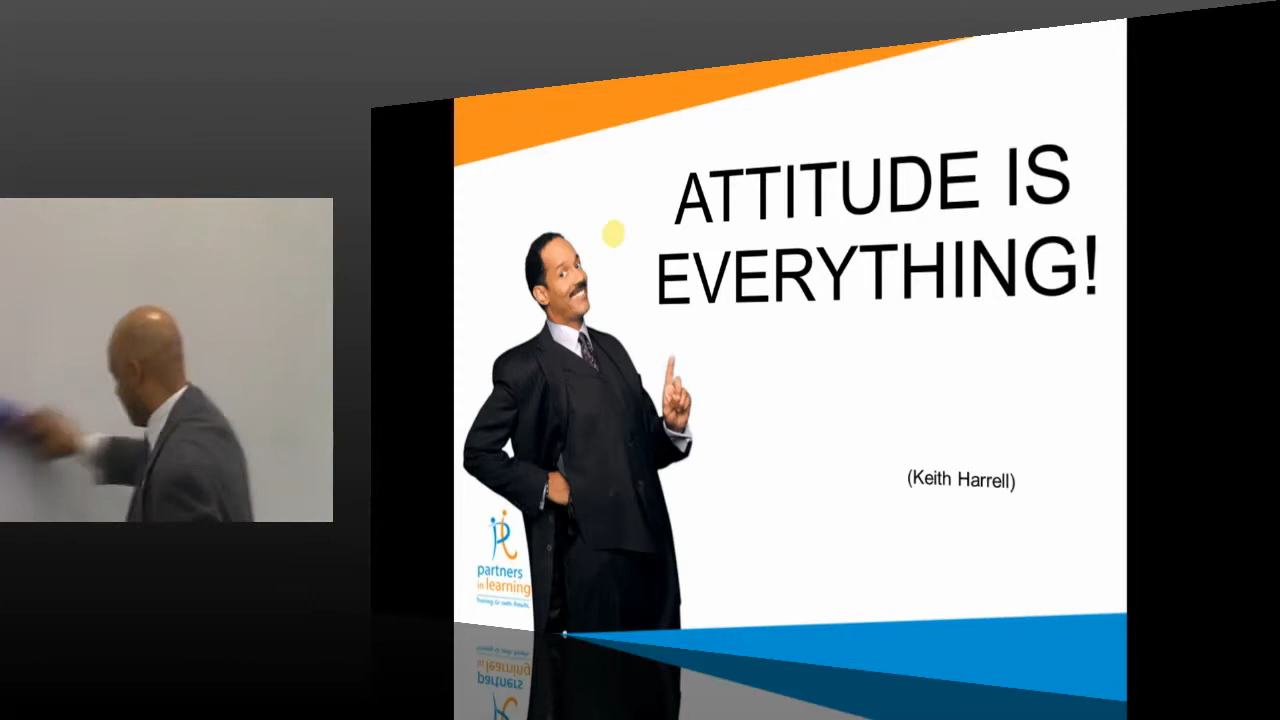 ATTITUDE IS
EVERYTHING!
(Keith Harrell)
partners
in learning